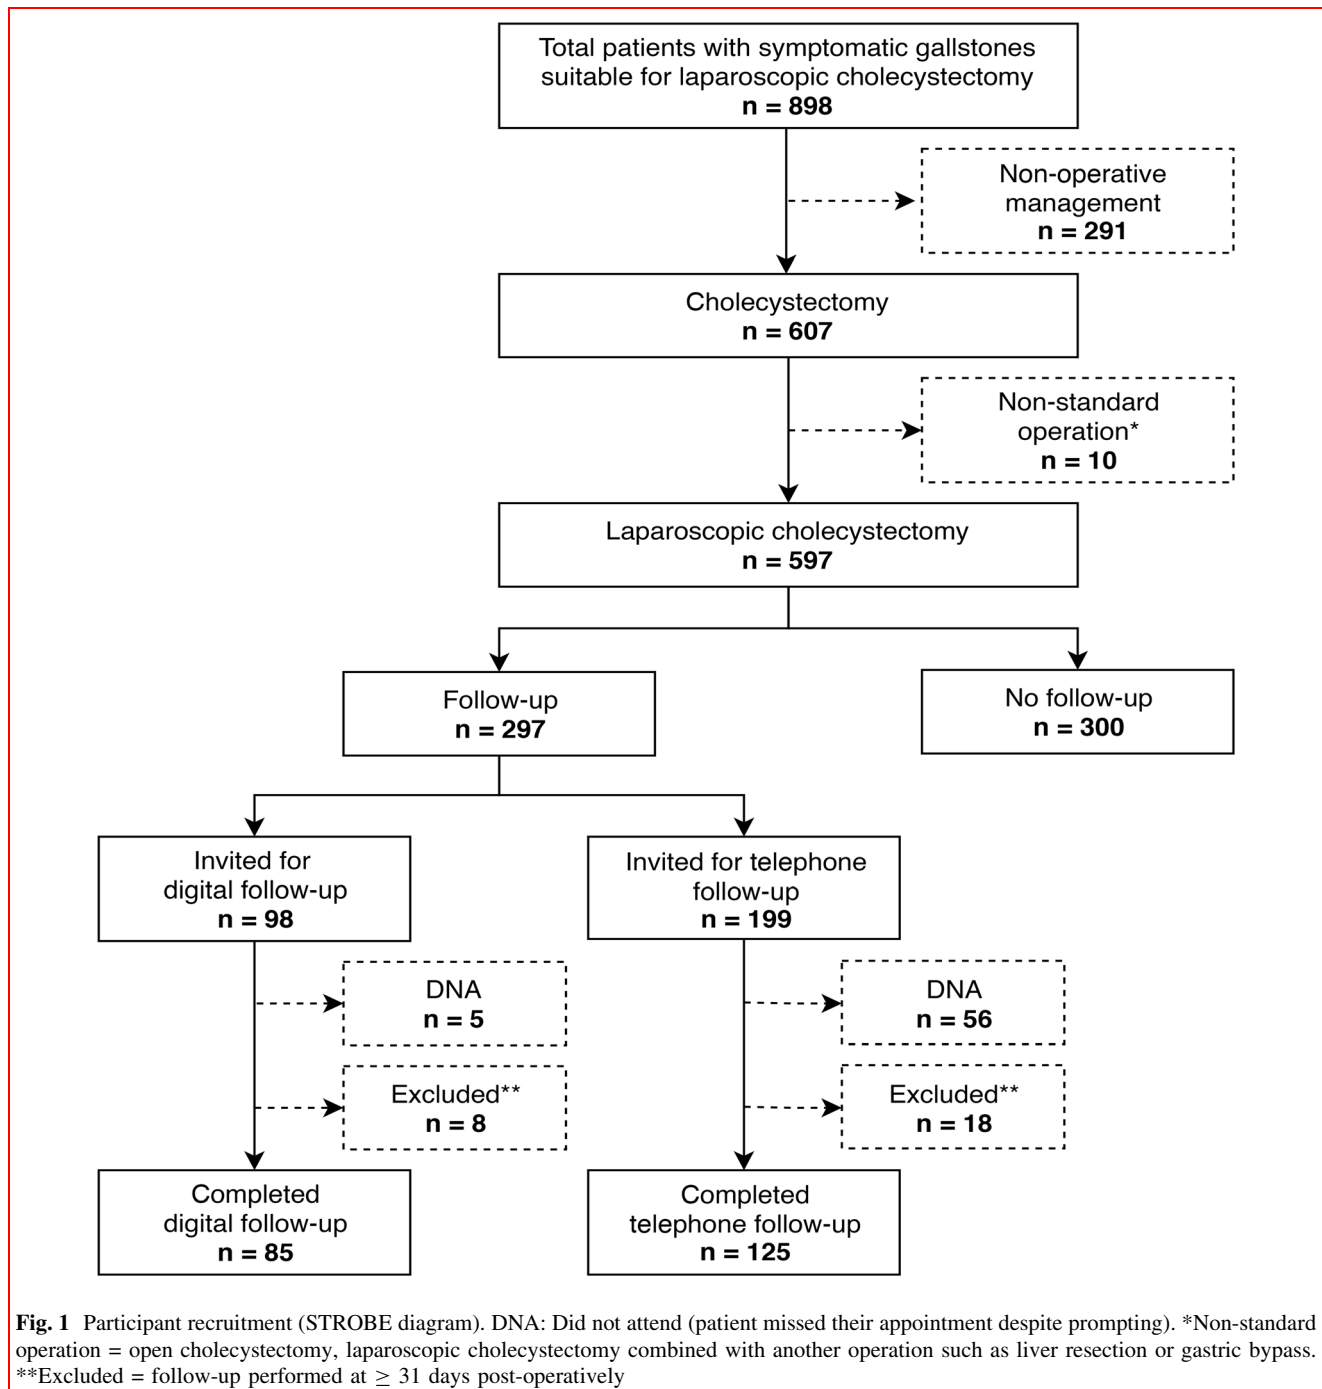 Total patients with symptomatic gallstones
suitable for laparoscopic cholecystectomy
n = 898
Non-operative
management
n = 291
Cholecystectomy
n = 607
Non-standard
operation*
n = 10
Laparoscopic cholecystectomy
n = 597
Follow-up
n = 297
No follow-up
n = 300
Invited for
digital follow-up
n = 98
Invited for telephone
follow-up
n = 199
DNA
n = 5
DNA
n = 56
Excluded**
n = 8
Excluded**
n = 18
Completed
digital follow-up
n = 85
Completed
telephone follow-up
n = 125
Fig. 1 Participant recruitment (STROBE diagram). DNA: Did not attend (patient missed their appointment despite prompting). *Non-standard
operation = open cholecystectomy, laparoscopic cholecystectomy combined with another operation such as liver resection or gastric bypass.
**Excluded = follow-up performed at ≥ 31 days post-operatively